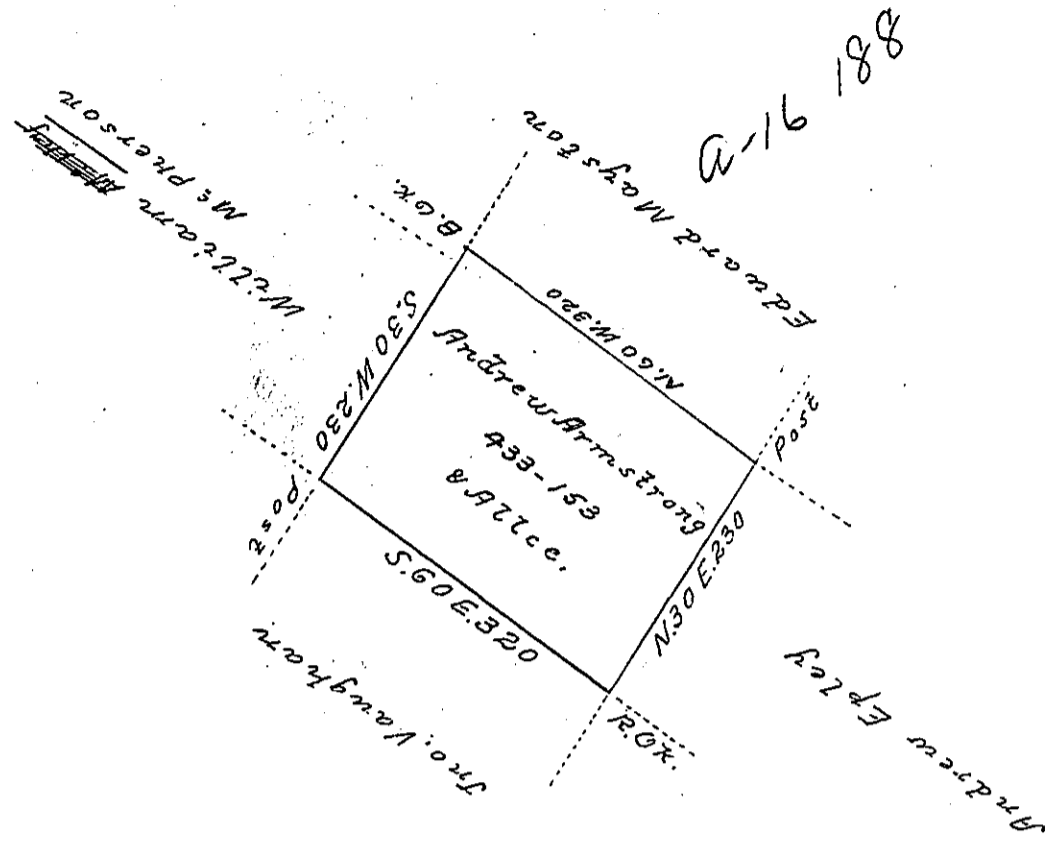 a-16 188
William
McPherson
Edward Mayston
B.OK.
S.30 W.230
N.60 W.320
Andrew Armstrong
433-153
& Allce.
Post
Post
S.60 E.320
N.30 E.230
R.OK.
Jno. Vaughan
Andrew Epley